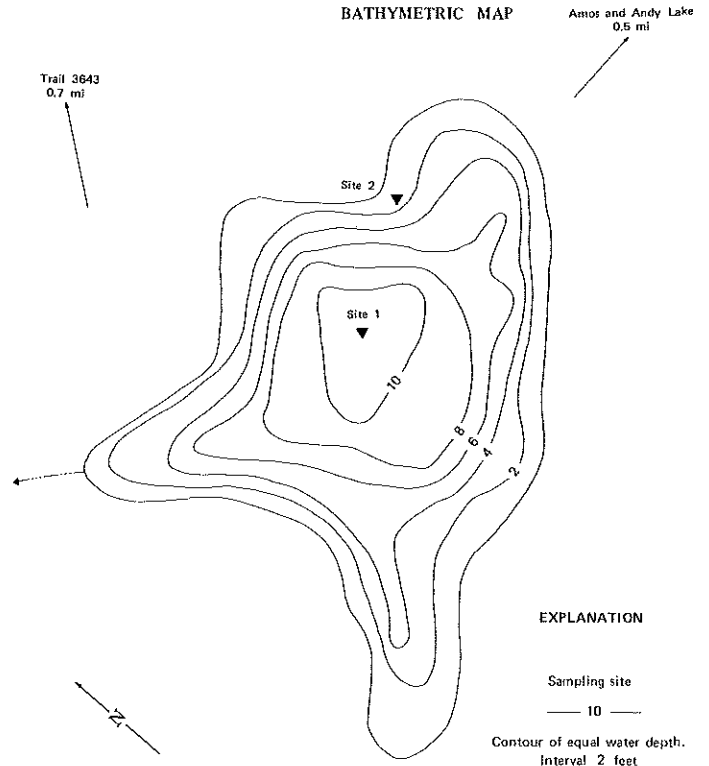 BATHYMETRIC MAP
Amos and Andy Lake
0.5 mi
Trail 3643
0.7 mi
Site 2
Site 1
10
8
6
4
2
N
EXPLANATION
Sampling site
10
Contour of equal water depth.
Interval 2 feet